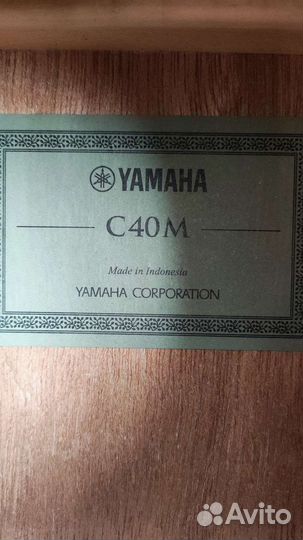 YAMAHA
C40M
Made in Indonesia
YAMAHA CORPORATION
Avito